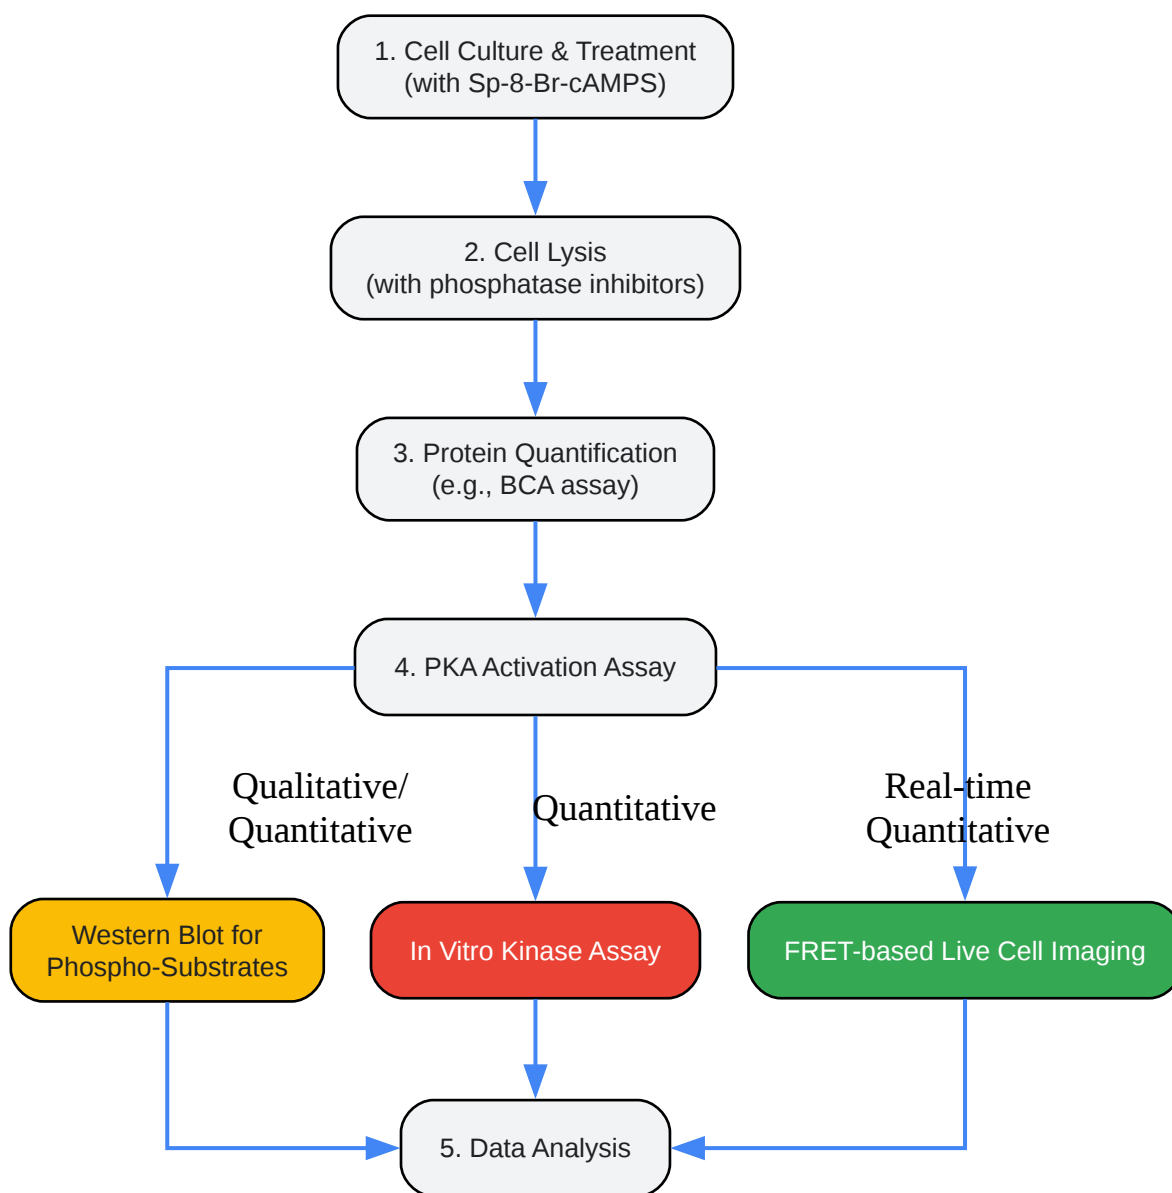 1. Cell Culture & Treatment
(with Sp-8-Br-cAMPS)
2. Cell Lysis
(with phosphatase inhibitors)
3. Protein Quantification
(e.g., BCA assay)
4. PKA Activation Assay
Qualitative/
Quantitative
Quantitative
Real-time
Quantitative
Western Blot for
Phospho-Substrates
In Vitro Kinase Assay
FRET-based Live Cell Imaging
5. Data Analysis